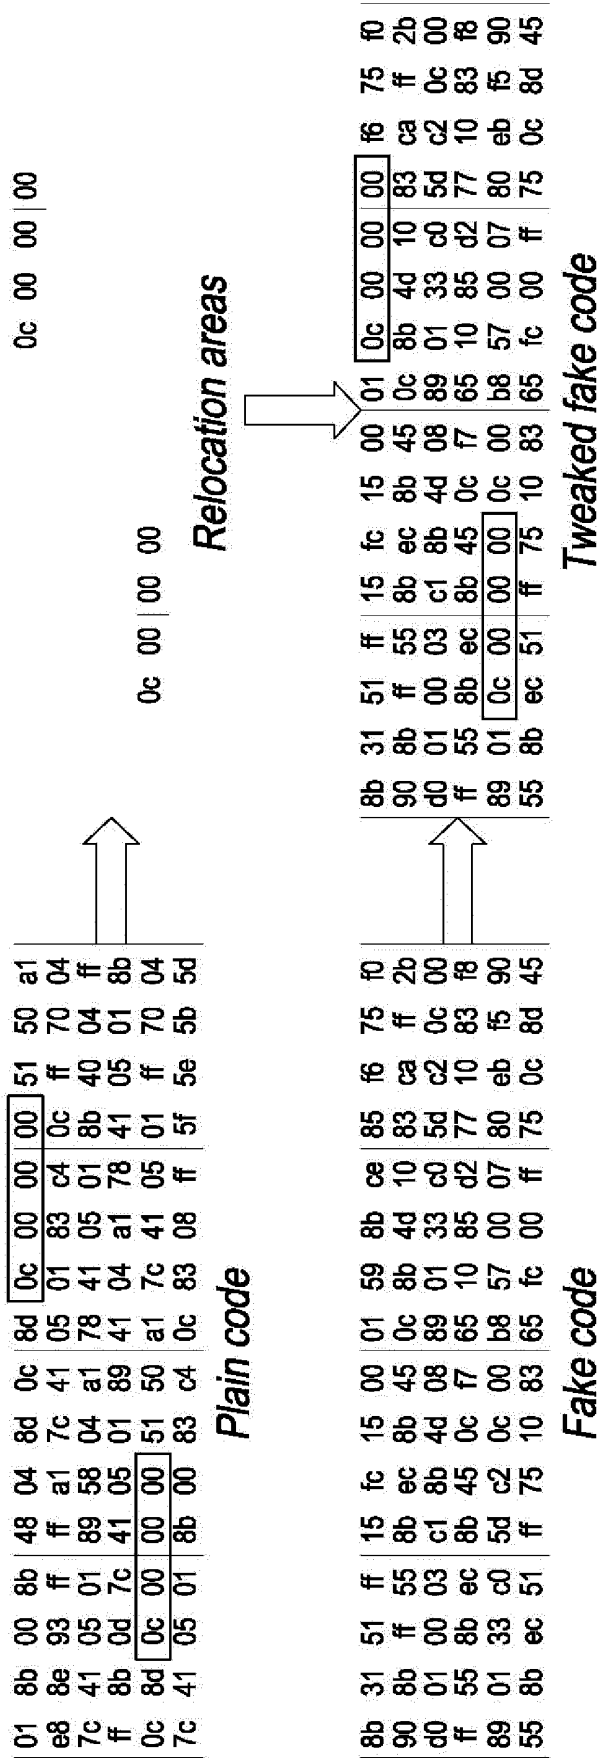 01 8b 00 8b 48 04 8d 0c 8d 0c 00 00 00 51 50 a1
e8 8e 93 ff ff a1 7c 41 05 01 83 c4 0c ff 70 04
7c 41 05 01 89 58 04 a1 78 41 05 01 8b 40 04 ff
ff 8b 0d 7c 41 05 01 89 41 04 a1 78 41 05 01 8b
0c 8d 0c 00 00 00 51 50 a1 7c 41 05 01 ff 70 04
7c 41 05 01 8b 00 83 c4 0c 83 08 ff 5f 5e 5b 5d
Plain code
0c 00 00 00
0c 00 00 00
Relocation areas
8b 31 51 ff 15 fc 15 00 01 59 8b ce 85 f6 75 f0
90 8b ff 55 8b ec 8b 45 0c 8b 4d 10 83 ca ff 2b
d0 01 00 03 c1 8b 4d 08 89 01 33 c0 5d c2 0c 00
ff 55 8b ec 8b 45 0c f7 65 10 85 d2 77 10 83 f8
89 01 33 c0 5d c2 0c 00 b8 57 00 07 80 eb f5 90
55 8b ec 51 ff 75 10 83 65 fc 00 ff 75 0c 8d 45
Fake code
8b 31 51 ff 15 fc 15 00 01 0c 00 00 00 f6 75 f0
90 8b ff 55 8b ec 8b 45 0c 8b 4d 10 83 ca ff 2b
d0 01 00 03 c1 8b 4d 08 89 01 33 c0 5d c2 0c 00
ff 55 8b ec 8b 45 0c f7 65 10 85 d2 77 10 83 f8
89 01 0c 00 00 00 0c 00 b8 57 00 07 80 eb f5 90
55 8b ec 51 ff 75 10 83 65 fc 00 ff 75 0c 8d 45
Tweaked fake code